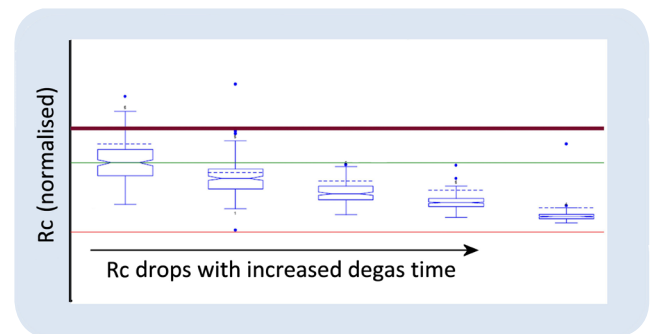 Rc (normalised)
Rc drops with increased degas time